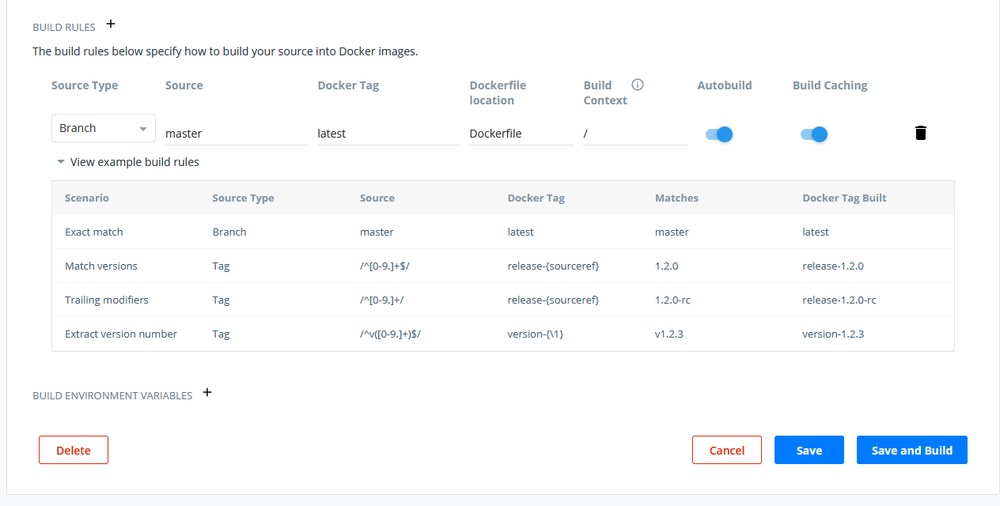 BUILD RULES +
The build rules below specify how to build your source into Docker images.
Source Type Source Docker Tag Dockerfile location Build Context Autobuild Build Caching
Branch master latest Dockerfile /
View example build rules
Scenario Source Type Source Docker Tag Matches Docker Tag Built
Exact match Branch master latest master latest
Match versions Tag /^[0-9.]+$/ release-{sourceref} 1.2.0 release-1.2.0
Trailing modifiers Tag /^[0-9.]+/ release-{sourceref} 1.2.0-rc release-1.2.0-rc
Extract version number Tag /^v([0-9.]+)$/ version-{\1} v1.2.3 version-1.2.3
BUILD ENVIRONMENT VARIABLES +
Delete Cancel Save Save and Build